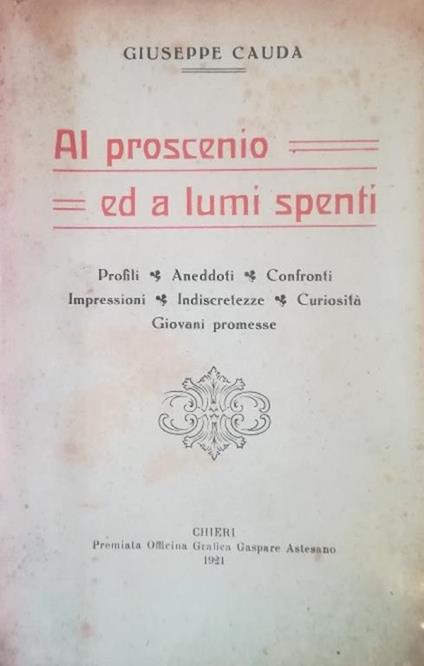 GIUSEPPE CAUDA
Al proscenio
ed a lumi spenti
Profili Aneddoti Confronti
Impressioni Indiscretezze Curiosità
Giovani promesse
CHIERI
Premiata Officina Grafica Gaspare Astesano
1921